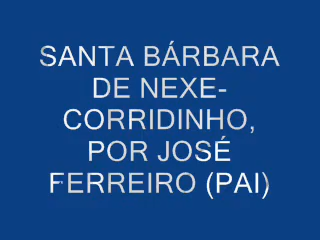 SANTA BÁRBARA
DE NEXE-
CORRIDINHO,
POR JOSÉ
FERREIRO (PAI)